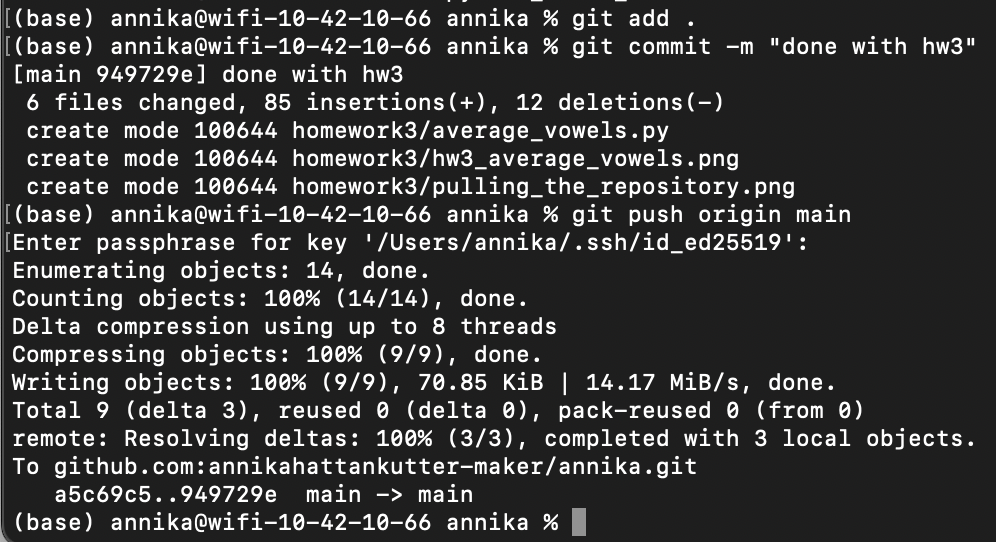 [(base) annika@wifi-10-42-10-66 annika % git add .
[(base) annika@wifi-10-42-10-66 annika % git commit -m "done with hw3"
[main 949729e] done with hw3
 6 files changed, 85 insertions(+), 12 deletions(-)
 create mode 100644 homework3/average_vowels.py
 create mode 100644 homework3/hw3_average_vowels.png
 create mode 100644 homework3/pulling_the_repository.png
[(base) annika@wifi-10-42-10-66 annika % git push origin main
[Enter passphrase for key '/Users/annika/.ssh/id_ed25519':
Enumerating objects: 14, done.
Counting objects: 100% (14/14), done.
Delta compression using up to 8 threads
Compressing objects: 100% (9/9), done.
Writing objects: 100% (9/9), 70.85 KiB | 14.17 MiB/s, done.
Total 9 (delta 3), reused 0 (delta 0), pack-reused 0 (from 0)
remote: Resolving deltas: 100% (3/3), completed with 3 local objects.
To github.com:annikahattankutter-maker/annika.git
   a5c69c5..949729e  main -> main
(base) annika@wifi-10-42-10-66 annika %